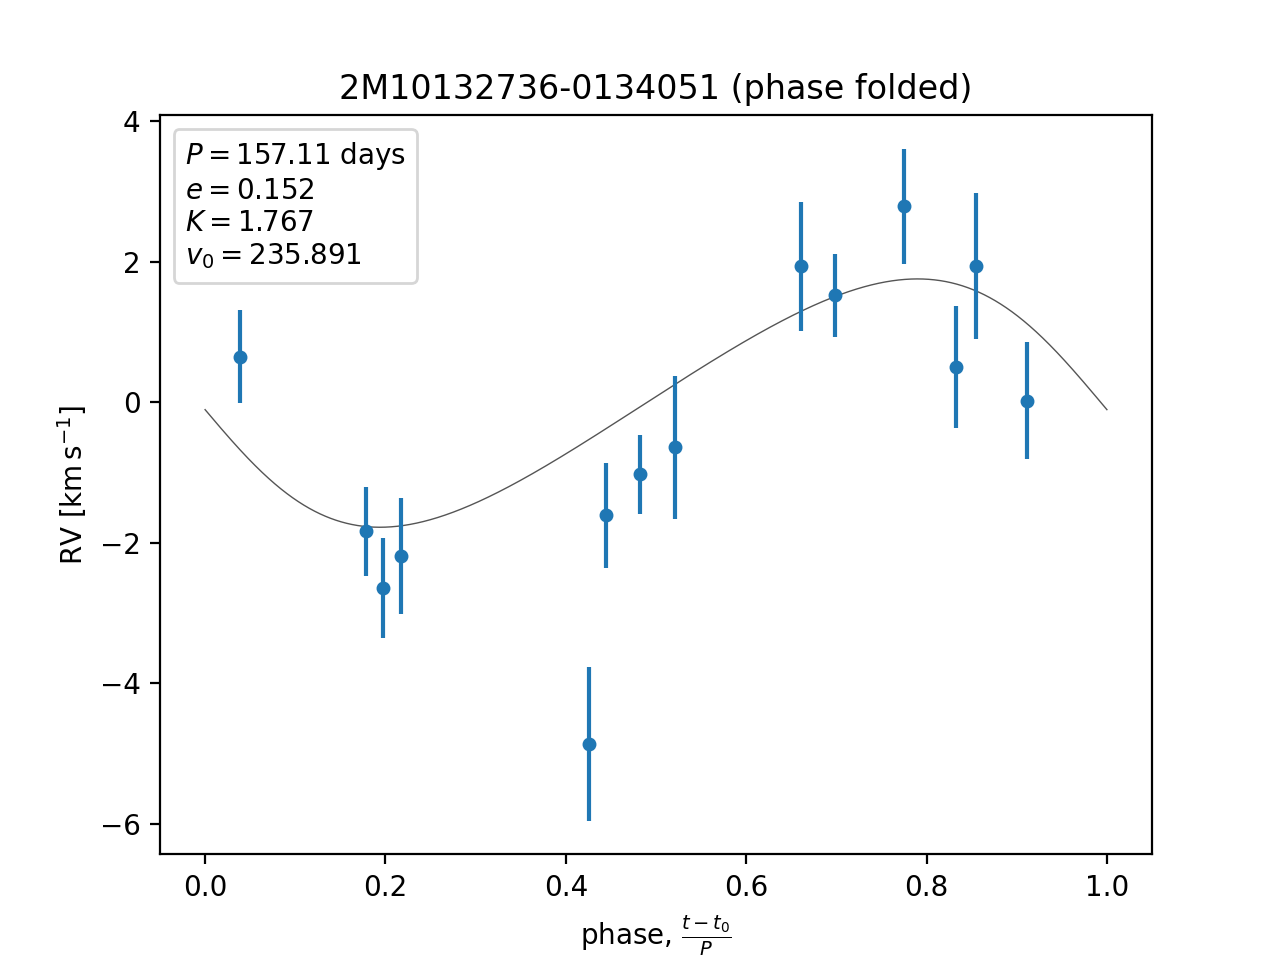 2M10132736-0134051 (phase folded)
P = 157.11 days
e = 0.152
K = 1.767
v₀ = 235.891
4
2
0
−2
−4
−6
RV [km s⁻¹]
0.0 0.2 0.4 0.6 0.8 1.0
phase, (t − t₀)/P